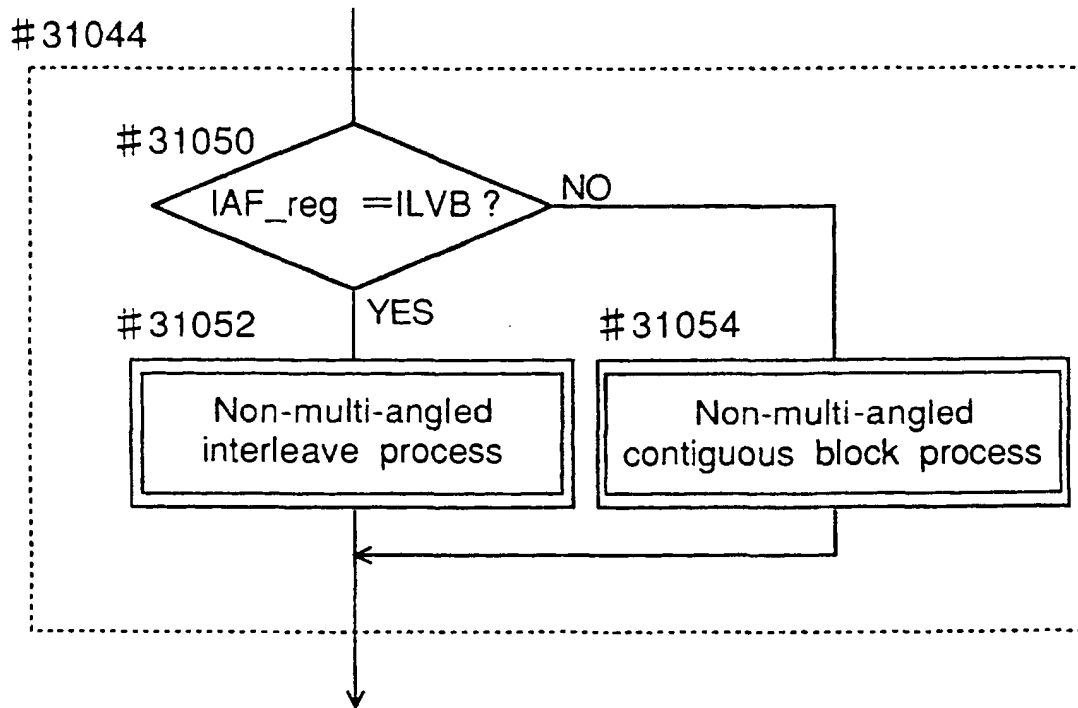 #31044
#31050
IAF_reg =ILVB ?
NO
YES
#31052
#31054
Non-multi-angled
interleave process
Non-multi-angled
contiguous block process